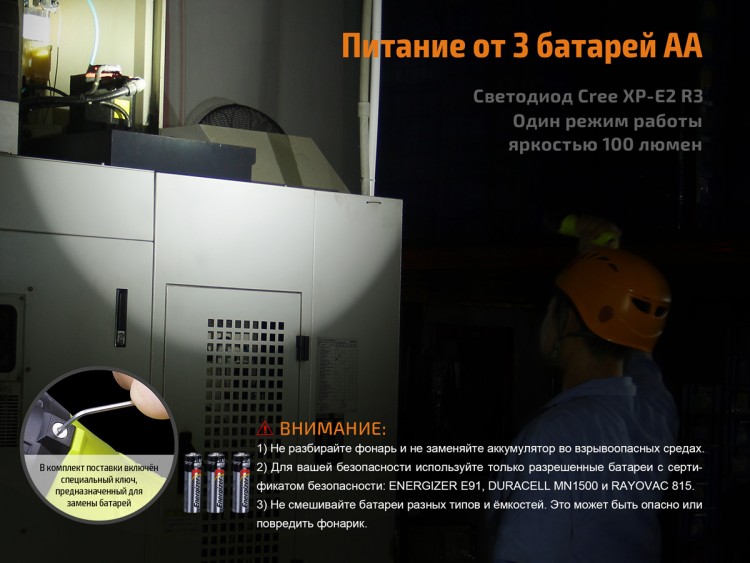 Питание от 3 батарей АА
Светодиод Cree XP-E2 R3
Один режим работы
яркостью 100 люмен
В комплект поставки включён
специальный ключ,
предназначенный для
замены батарей
ВНИМАНИЕ:
1) Не разбирайте фонарь и не заменяйте аккумулятор во взрывоопасных средах.
2) Для вашей безопасности используйте только разрешенные батареи с серти-
фикатом безопасности: ENERGIZER E91, DURACELL MN1500 и RAYOVAC 815.
3) Не смешивайте батареи разных типов и ёмкостей. Это может быть опасно или
повредить фонарик.